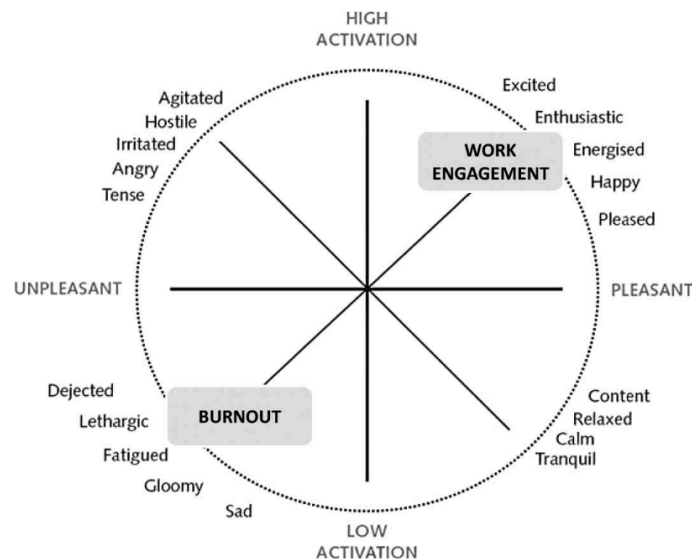 HIGH
ACTIVATION
Excited
Agitated
Enthusiastic
Hostile
Irritated
WORK
ENGAGEMENT
Energised
Angry
Happy
Tense
Pleased
UNPLEASANT
PLEASANT
Dejected
Content
Lethargic
BURNOUT
Relaxed
Calm
Fatigued
Tranquil
Gloomy
Sad
LOW
ACTIVATION